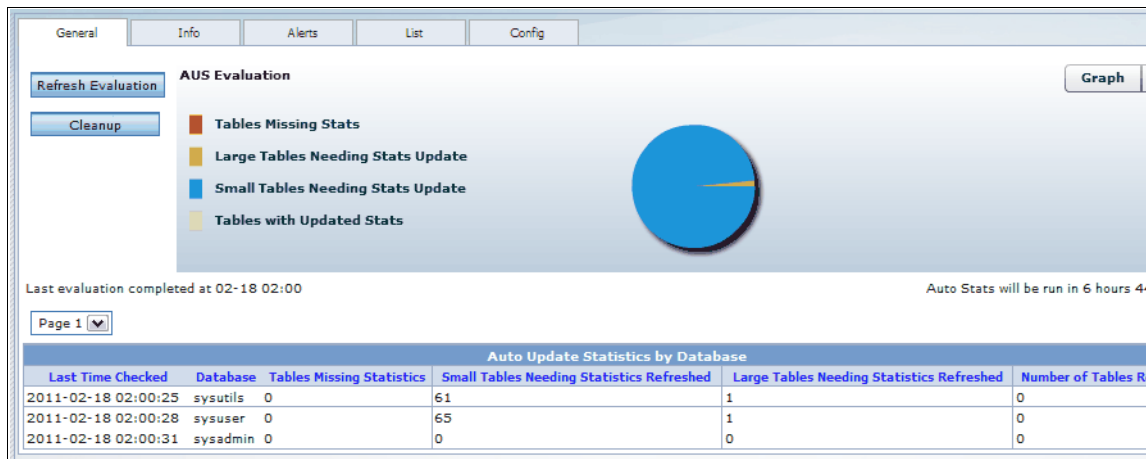 General Info Alerts List Config
Refresh Evaluation
AUS Evaluation
Graph
Cleanup
Tables Missing Stats
Large Tables Needing Stats Update
Small Tables Needing Stats Update
Tables with Updated Stats
Last evaluation completed at 02-18 02:00
Auto Stats will be run in 6 hours 4
Page 1
Auto Update Statistics by Database
Last Time Checked Database Tables Missing Statistics Small Tables Needing Statistics Refreshed Large Tables Needing Statistics Refreshed Number of Tables R
2011-02-18 02:00:25 sysutils 0 61 1 0
2011-02-18 02:00:28 sysuser 0 65 1 0
2011-02-18 02:00:31 sysadmin 0 0 0 0